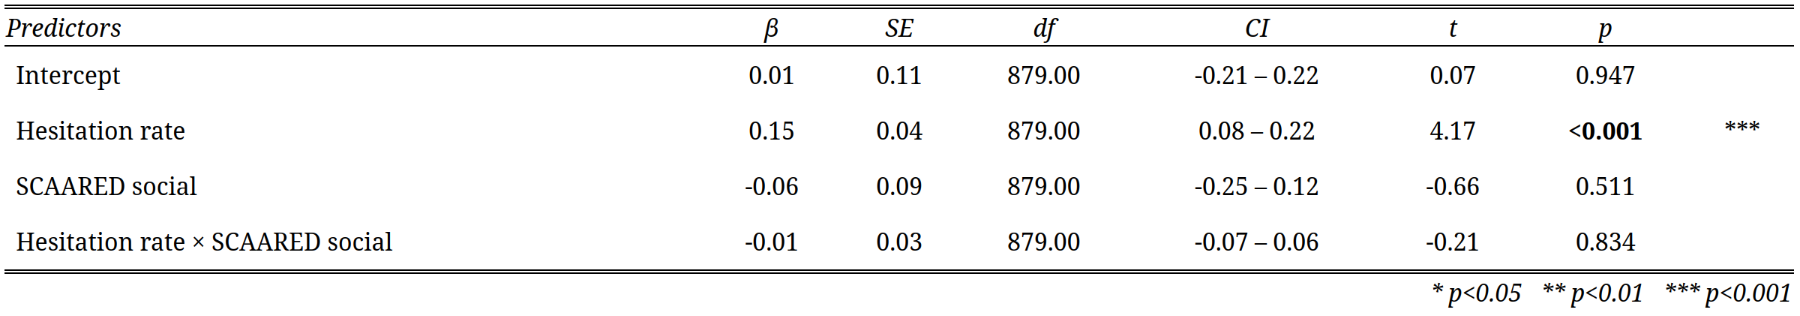 Predictors β SE df CI t p
Intercept 0.01 0.11 879.00 -0.21 – 0.22 0.07 0.947
Hesitation rate 0.15 0.04 879.00 0.08 – 0.22 4.17 <0.001 ***
SCAARED social -0.06 0.09 879.00 -0.25 – 0.12 -0.66 0.511
Hesitation rate × SCAARED social -0.01 0.03 879.00 -0.07 – 0.06 -0.21 0.834
* p<0.05 ** p<0.01 *** p<0.001